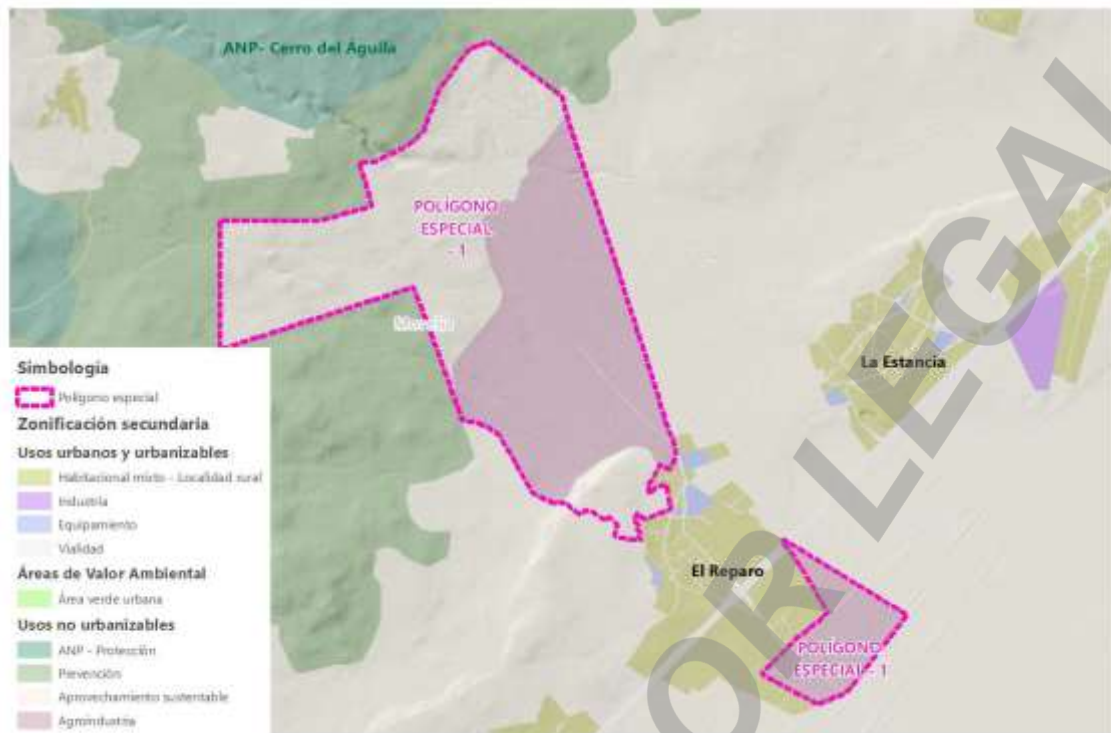 ANP- Cerro del Águila
POLÍGONO
ESPECIAL
- 1
La Estancia
El Reparo
POLÍGONO
ESPECIAL - 1
Simbología
Polígono especial
Zonificación secundaria
Usos urbanos y urbanizables
Habitacional mixto - Localidad rural
Industria
Equipamiento
Vialidad
Áreas de Valor Ambiental
Área verde urbana
Usos no urbanizables
ANP - Protección
Prevención
Aprovechamiento sustentable
Agroindustria
OR LEGAL